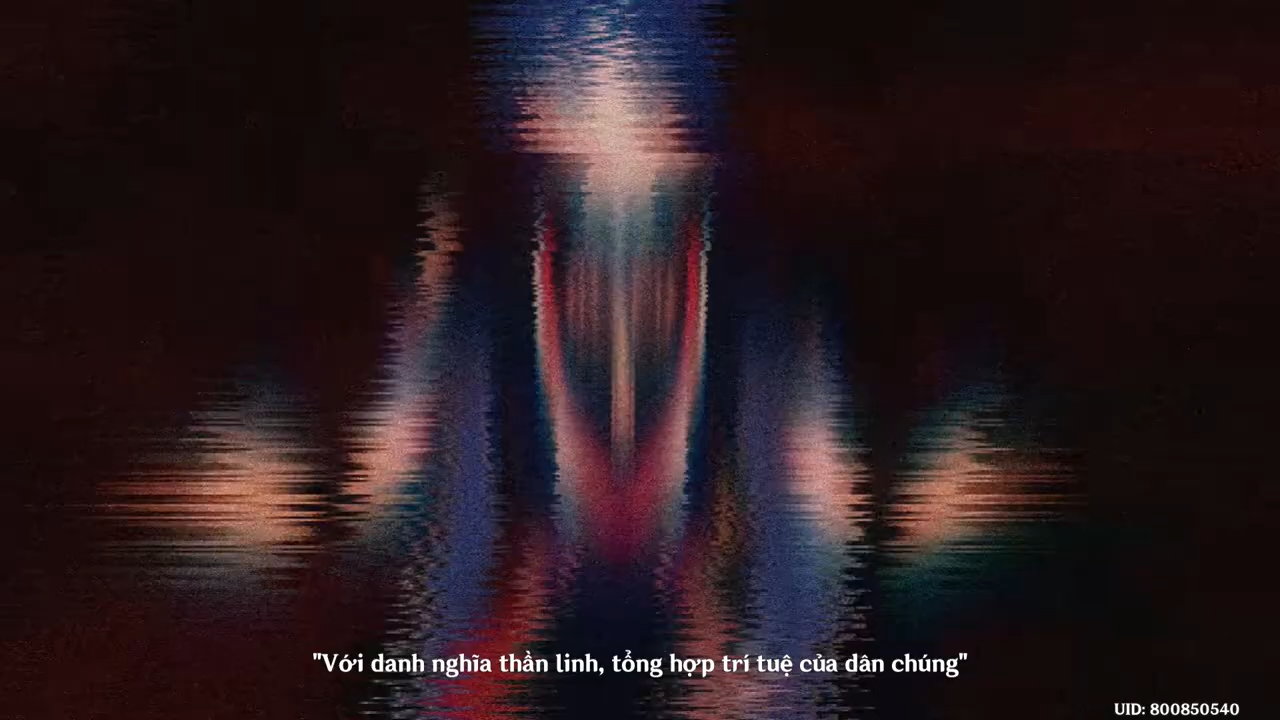 "Với danh nghĩa thần linh, tổng hợp trí tuệ của dân chúng"
UID: 800850540